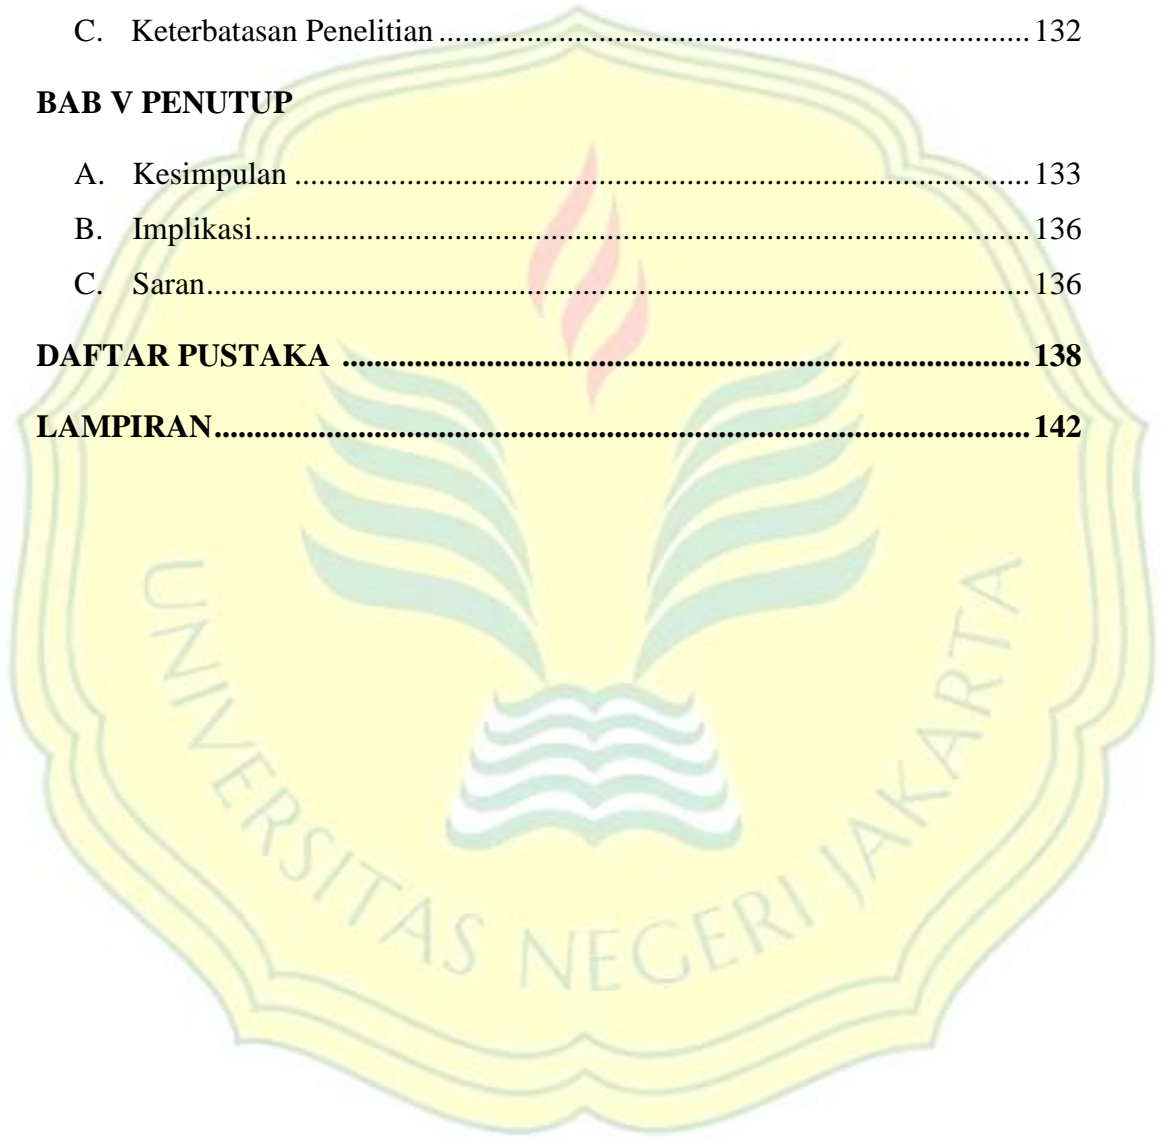 C. Keterbatasan Penelitian ........................................................................... 132
BAB V PENUTUP
A. Kesimpulan ............................................................................................. 133
B. Implikasi.................................................................................................. 136
C. Saran........................................................................................................ 136
DAFTAR PUSTAKA ...................................................................................... 138
LAMPIRAN...................................................................................................... 142
UNIVERSITAS NEGERI JAKARTA